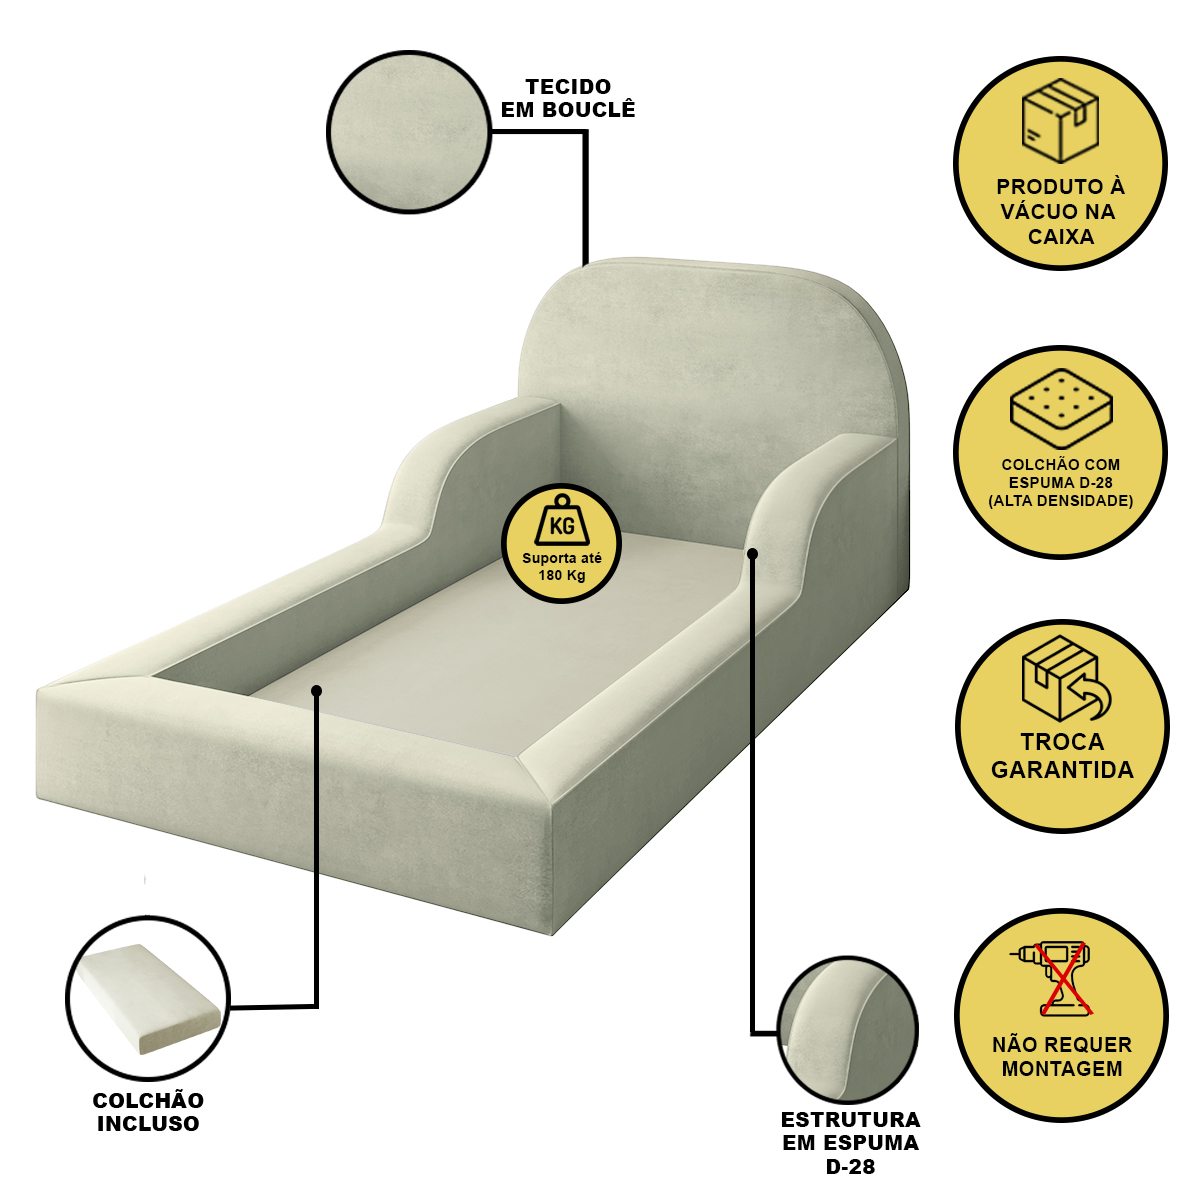 TECIDO
EM BOUCLÊ
PRODUTO À
VÁCUO NA
CAIXA
COLCHÃO COM
ESPUMA D-28
(ALTA DENSIDADE)
KG
Suporta até
180 Kg
TROCA
GARANTIDA
NÃO REQUER
MONTAGEM
COLCHÃO
INCLUSO
ESTRUTURA
EM ESPUMA
D-28